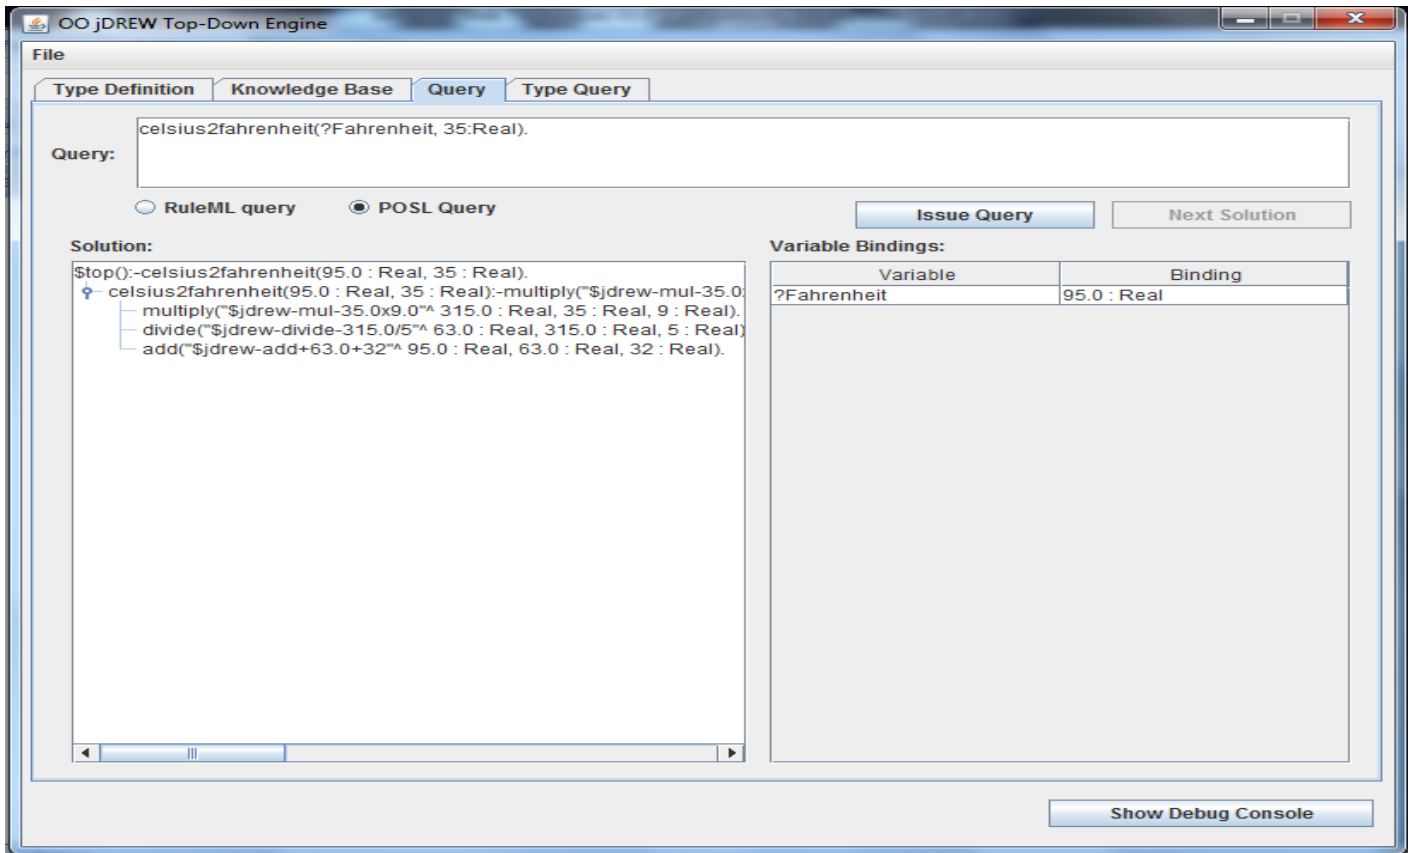 OO jDREW Top-Down Engine
File
Type Definition Knowledge Base Query Type Query
Query:
celsius2fahrenheit(?Fahrenheit, 35:Real).
RuleML query POSL Query
Issue Query Next Solution
Solution:
$top():-celsius2fahrenheit(95.0 : Real, 35 : Real).
celsius2fahrenheit(95.0 : Real, 35 : Real):-multiply("$jdrew-mul-35.0
multiply("$jdrew-mul-35.0x9.0"^ 315.0 : Real, 35 : Real, 9 : Real).
divide("$jdrew-divide-315.0/5"^ 63.0 : Real, 315.0 : Real, 5 : Real)
add("$jdrew-add+63.0+32"^ 95.0 : Real, 63.0 : Real, 32 : Real).
Variable Bindings:
Variable Binding
?Fahrenheit 95.0 : Real
Show Debug Console